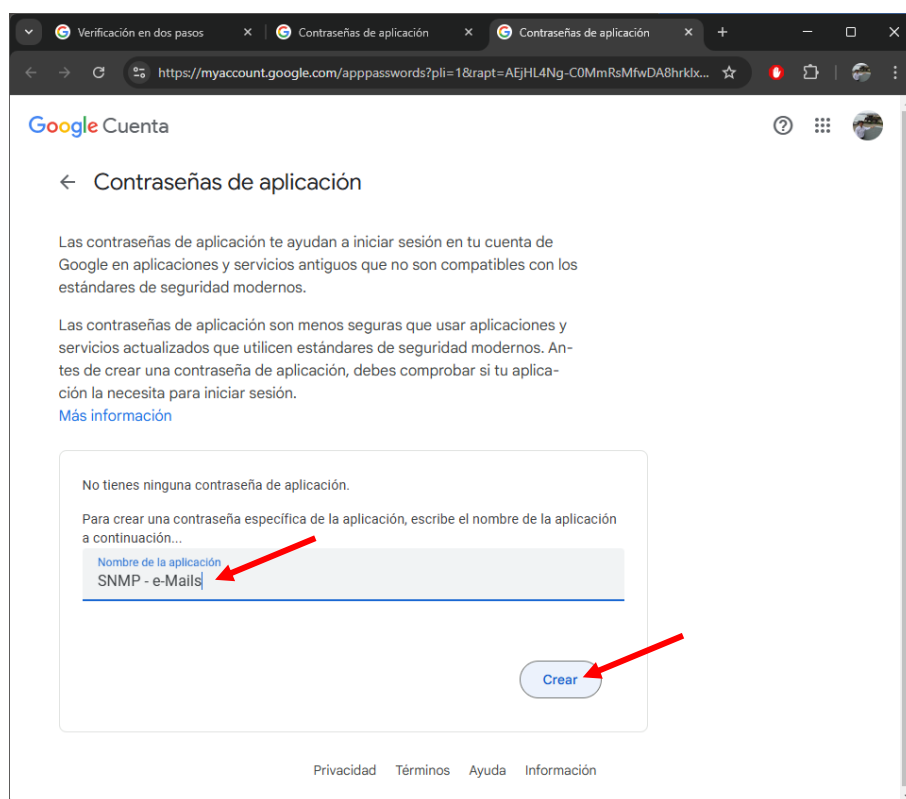 Verificación en dos pasos
Contraseñas de aplicación
Contraseñas de aplicación
https://myaccount.google.com/apppasswords?pli=1&rapt=AEjHL4Ng-C0MmRsMfwDA8hrklx...
Google Cuenta
Contraseñas de aplicación
Las contraseñas de aplicación te ayudan a iniciar sesión en tu cuenta de
Google en aplicaciones y servicios antiguos que no son compatibles con los
estándares de seguridad modernos.
Las contraseñas de aplicación son menos seguras que usar aplicaciones y
servicios actualizados que utilicen estándares de seguridad modernos. An-
tes de crear una contraseña de aplicación, debes comprobar si tu aplica-
ción la necesita para iniciar sesión.
Más información
No tienes ninguna contraseña de aplicación.
Para crear una contraseña específica de la aplicación, escribe el nombre de la aplicación
a continuación...
Nombre de la aplicación
SNMP - e-Mails
Crear
Privacidad Términos Ayuda Información